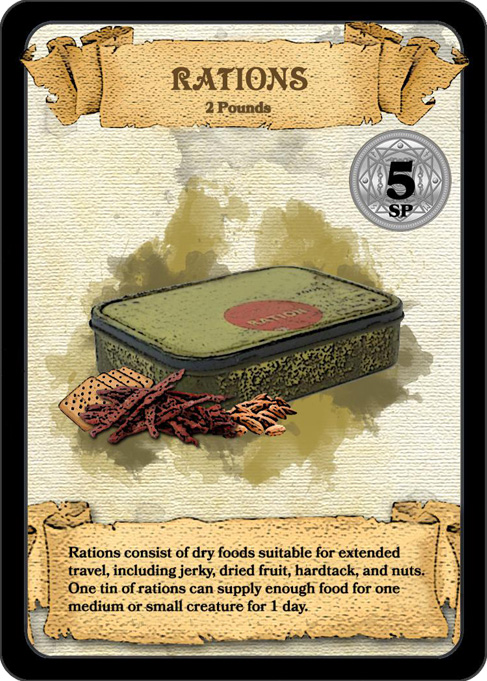 RATIONS
2 Pounds
5
SP
RATION
Rations consist of dry foods suitable for extended
travel, including jerky, dried fruit, hardtack, and nuts.
One tin of rations can supply enough food for one
medium or small creature for 1 day.